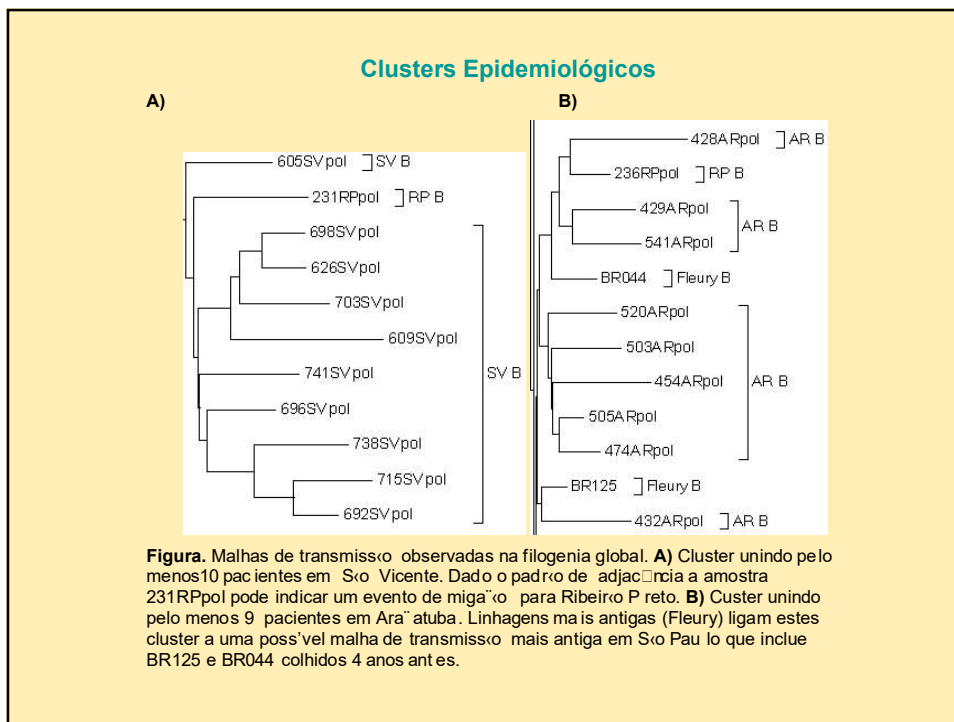 Clusters Epidemiológicos
A)
605SVpol
SV B
231RPpol
RP B
698SVpol
626SVpol
703SVpol
609SVpol
741SVpol
696SVpol
738SVpol
715SVpol
692SVpol
SV B
B)
428ARpol
AR B
236RPpol
RP B
429ARpol
541ARpol
AR B
BR044
Fleury B
520ARpol
503ARpol
454ARpol
505ARpol
474ARpol
AR B
BR125
Fleury B
432ARpol
AR B
Figura. Malhas de transmiss‹o observadas na filogenia global. A) Cluster unindo pelo
menos10 pacientes em S‹o Vicente. Dado o padr‹o de adjac□ncia a amostra
231RPpol pode indicar um evento de miga¨‹o para Ribeir‹o Preto. B) Custer unindo
pelo menos 9 pacientes em Ara¨atuba. Linhagens mais antigas (Fleury) ligam estes
cluster a uma poss’vel malha de transmiss‹o mais antiga em S‹o Paulo que inclue
BR125 e BR044 colhidos 4 anos antes.